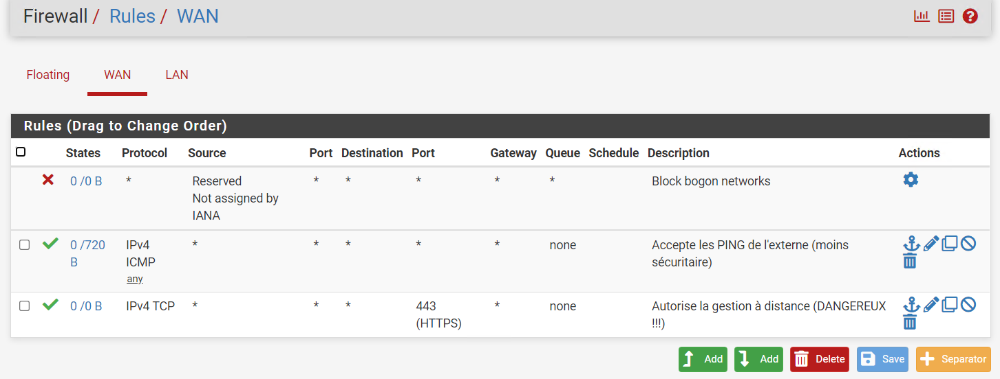 Firewall / Rules / WAN
Floating WAN LAN
Rules (Drag to Change Order)
States Protocol Source Port Destination Port Gateway Queue Schedule Description Actions
0 /0 B * Reserved * * * * * Block bogon networks
Not assigned by
IANA
0 /720 IPv4 * * * * * none Accepte les PING de l'externe (moins
B ICMP sécuritaire)
any
0 /0 B IPv4 TCP * * * 443 * none Autorise la gestion à distance (DANGEREUX
(HTTPS) !!!)
Add Add Delete Save Separator